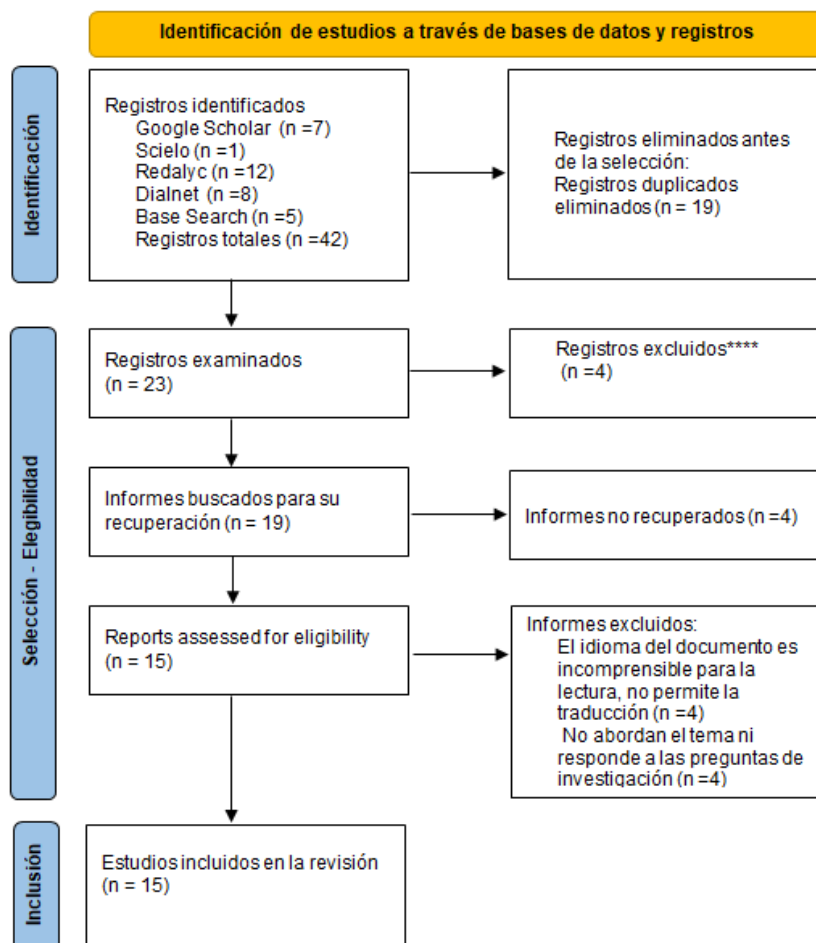 Identificación de estudios a través de bases de datos y registros
Identificación
Registros identificados
Google Scholar (n =7)
Scielo (n =1)
Redalyc (n =12)
Dialnet (n =8)
Base Search (n =5)
Registros totales (n =42)
Registros eliminados antes
de la selección:
Registros duplicados
eliminados (n = 19)
Selección - Elegibilidad
Registros examinados
(n = 23)
Registros excluidos****
(n =4)
Informes buscados para su
recuperación (n = 19)
Informes no recuperados (n =4)
Reports assessed for eligibility
(n = 15)
Informes excluidos:
El idioma del documento es
incomprensible para la
lectura, no permite la
traducción (n =4)
No abordan el tema ni
responde a las preguntas de
investigación (n =4)
Inclusión
Estudios incluidos en la revisión
(n = 15)